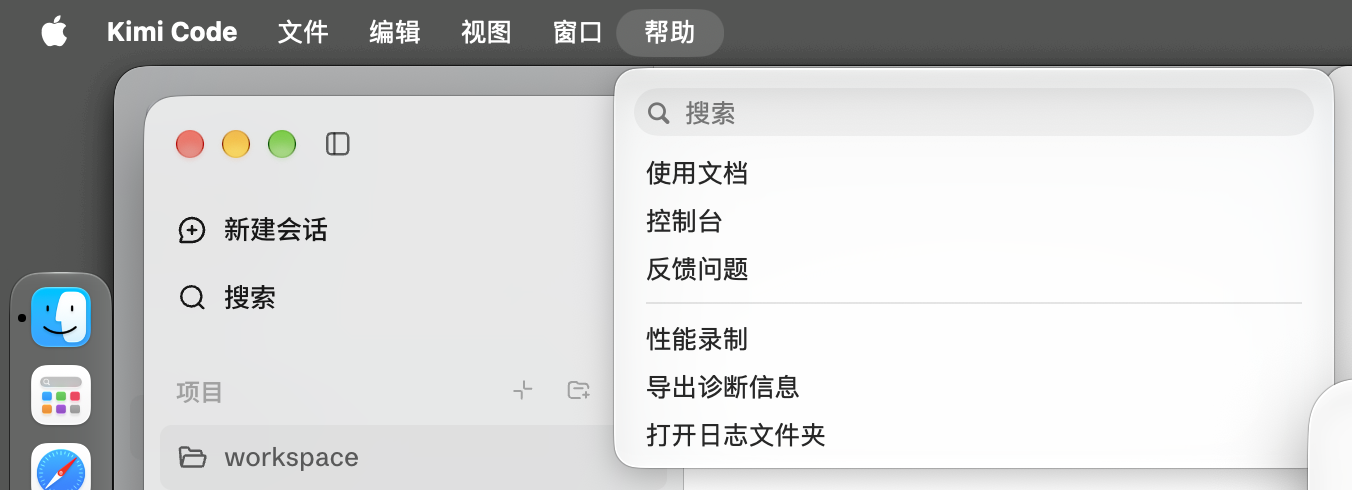 Kimi Code 文件 编辑 视图 窗口 帮助
搜索
使用文档
控制台
反馈问题
性能录制
导出诊断信息
打开日志文件夹
新建会话
搜索
项目
workspace